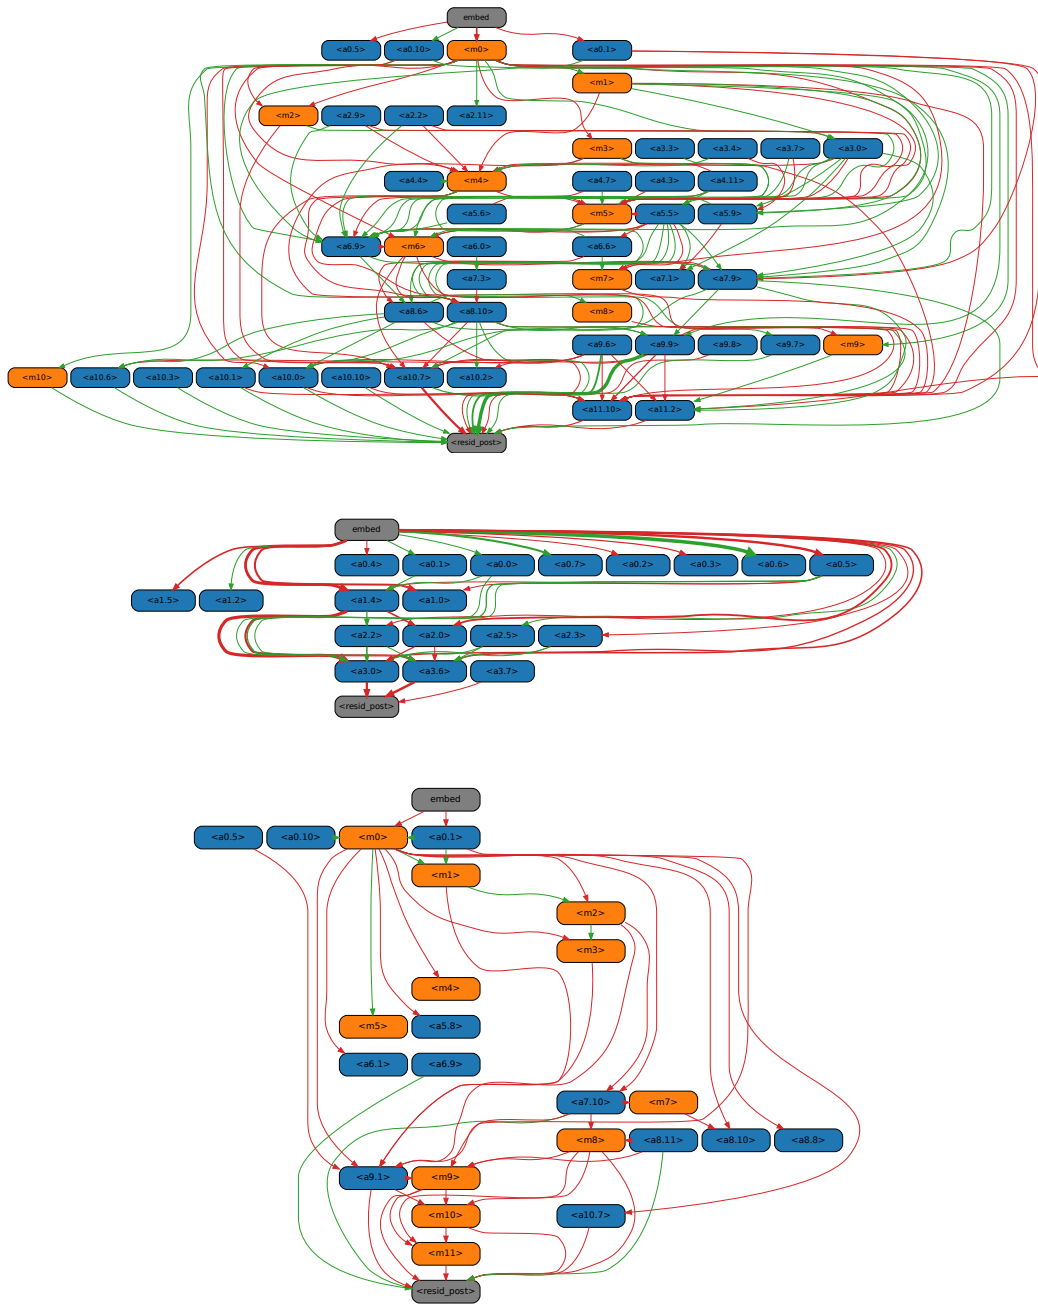 embed
<a0.5> <a0.10> <m0> <a0.1>
<m1>
<m2> <a2.9> <a2.2> <a2.11>
<m3> <a3.3> <a3.4> <a3.7> <a3.0>
<a4.4> <m4> <a4.7> <a4.3> <a4.11>
<a5.6> <m5> <a5.5> <a5.9>
<a6.9> <m6> <a6.0> <a6.6>
<a7.3> <m7> <a7.1> <a7.9>
<a8.6> <a8.10> <m8>
<a9.6> <a9.9> <a9.8> <a9.7> <m9>
<m10> <a10.6> <a10.3> <a10.1> <a10.0> <a10.10> <a10.7> <a10.2>
<a11.10> <a11.2>
<resid_post>
embed
<a0.4> <a0.1> <a0.0> <a0.7> <a0.2> <a0.3> <a0.6> <a0.5>
<a1.5> <a1.2> <a1.4> <a1.0>
<a2.2> <a2.0> <a2.5> <a2.3>
<a3.0> <a3.6> <a3.7>
<resid_post>
embed
<a0.5> <a0.10> <m0> <a0.1>
<m1>
<m2>
<m3>
<m4>
<m5> <a5.8>
<a6.1> <a6.9>
<a7.10> <m7>
<m8> <a8.11> <a8.10> <a8.8>
<a9.1> <m9>
<m10> <a10.7>
<m11>
<resid_post>